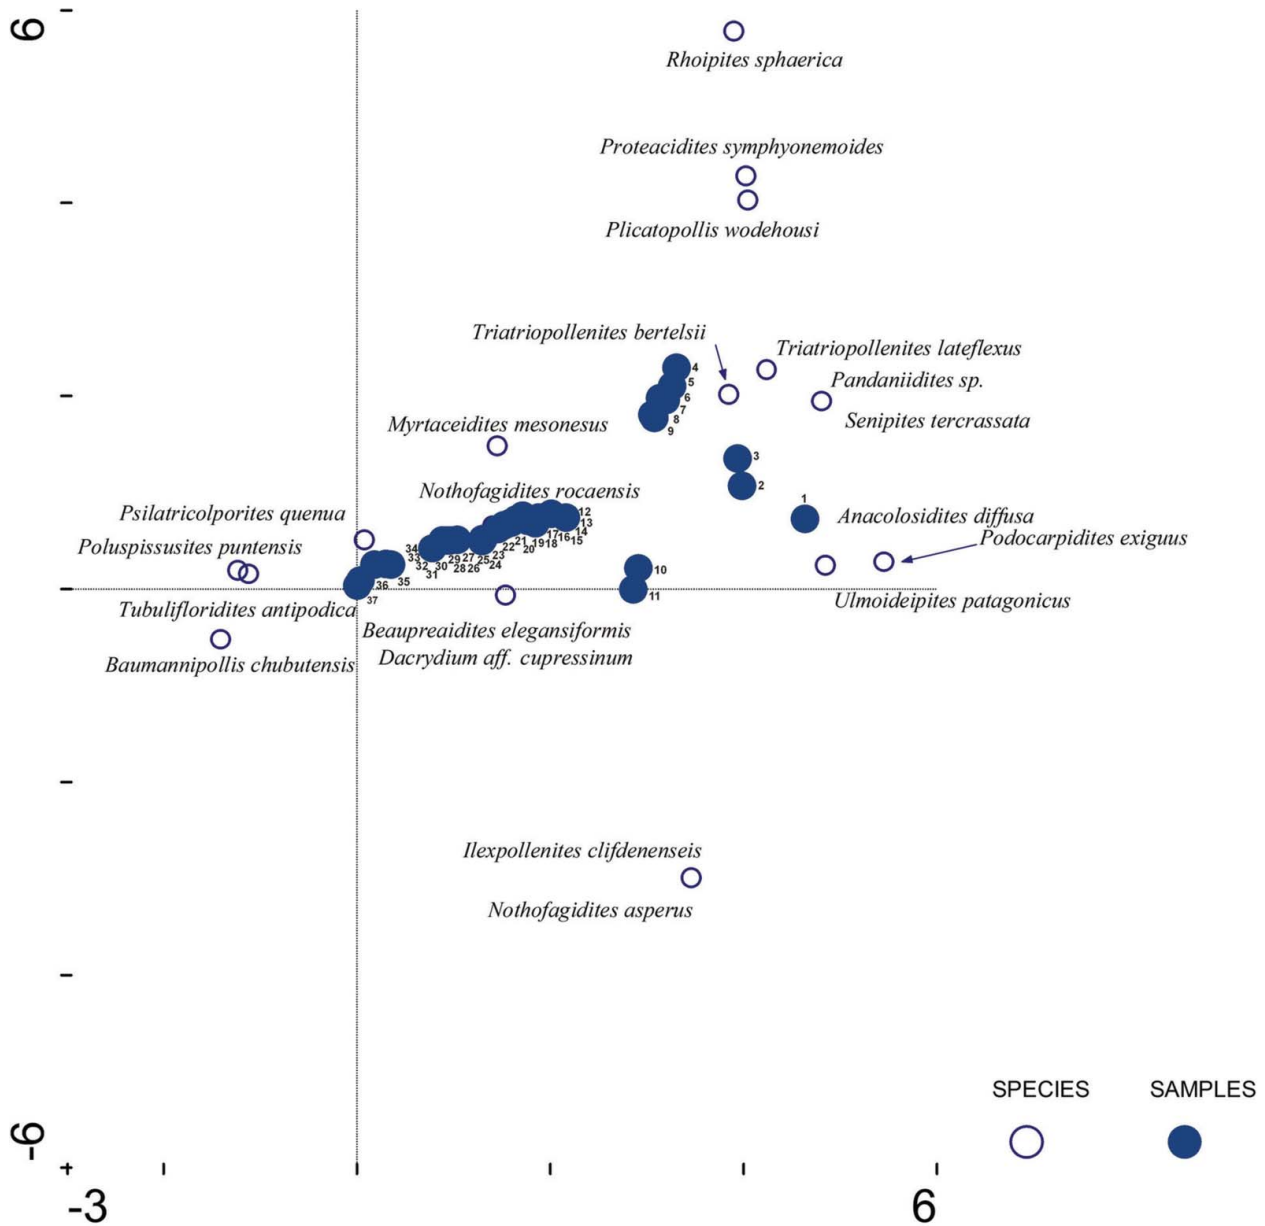 6
Rhoipites sphaerica
Proteacidites symphyonemoides
Plicatopollis wodehousi
Triatriopollenites bertelsii
Triatriopollenites lateflexus
4
5
Pandaniidites sp.
6
7
8
9
Senipites tercrassata
Myrtaceidites mesonesus
3
2
Nothofagidites rocaensis
1
Psilatricolporites quenua
12
13
14
15
16
17
18
19
20
21
22
23
24
25
26
27
28
29
30
31
32
33
34
Anacolosidites diffusa
Podocarpidites exiguus
Poluspissusites puntensis
35
36
37
10
11
Ulmoideipites patagonicus
Tubulifloridites antipodica
Beaupreaidites elegansiformis
Dacrydium aff. cupressinum
Baumannipollis chubutensis
Ilexpollenites clifdenenseis
Nothofagidites asperus
SPECIES SAMPLES
-6
-3 6